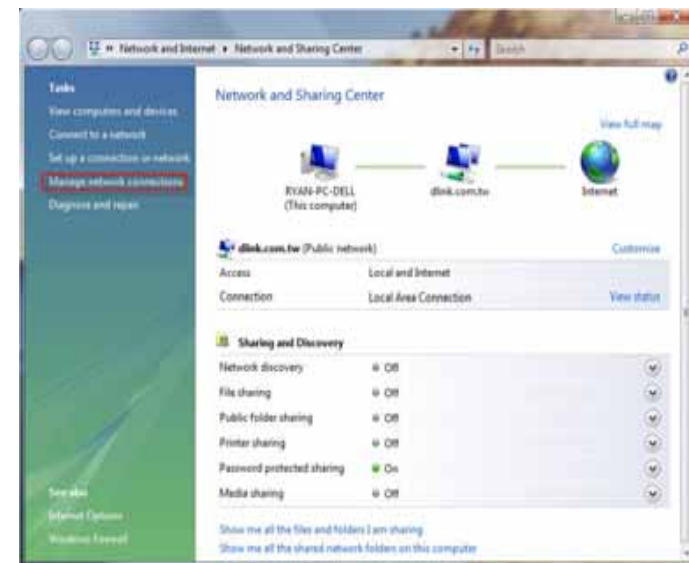 Network and Internet ▸ Network and Sharing Center
Search
Tasks
View computers and devices
Connect to a network
Set up a connection or network
Manage network connections
Diagnose and repair
See also
Internet Options
Windows Firewall
Network and Sharing Center
View full map
RYAN-PC-DELL
(This computer)
dlink.com.tw
Internet
dlink.com.tw (Public network)
Customize
Access
Local and Internet
Connection
Local Area Connection
View status
Sharing and Discovery
Network discovery
Off
File sharing
Off
Public folder sharing
Off
Printer sharing
Off
Password protected sharing
On
Media sharing
Off
Show me all the files and folders I am sharing
Show me all the shared network folders on this computer